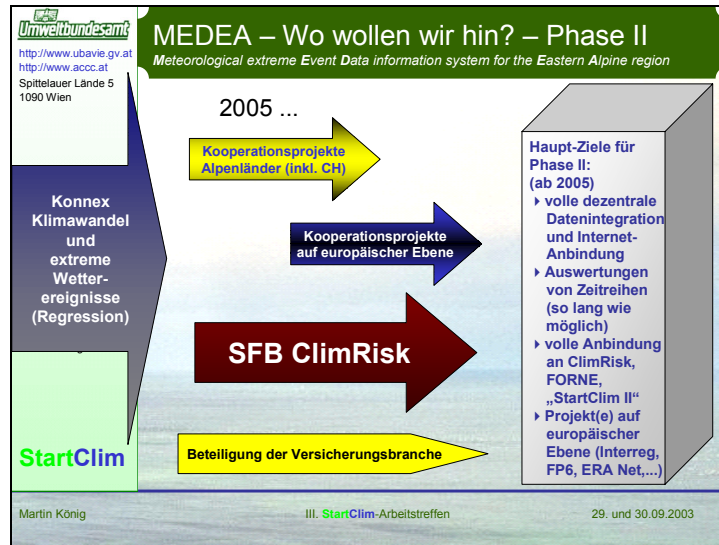 Umweltbundesamt
http://www.ubavie.gv.at
http://www.accc.at
Spittelauer Lände 5
1090 Wien
MEDEA – Wo wollen wir hin? – Phase II
Meteorological extreme Event Data information system for the Eastern Alpine region
Konnex
Klimawandel
und
extreme
Wetter-
ereignisse
(Regression)
StartClim
2005 ...
Kooperationsprojekte
Alpenländer (inkl. CH)
Kooperationsprojekte
auf europäischer Ebene
SFB ClimRisk
Beteiligung der Versicherungsbranche
Haupt-Ziele für
Phase II:
(ab 2005)
volle dezentrale
Datenintegration
und Internet-
Anbindung
Auswertungen
von Zeitreihen
(so lang wie
möglich)
volle Anbindung
an ClimRisk,
FORNE,
„StartClim II“
Projekt(e) auf
europäischer
Ebene (Interreg,
FP6, ERA Net,...)
Martin König
III. StartClim-Arbeitstreffen
29. und 30.09.2003